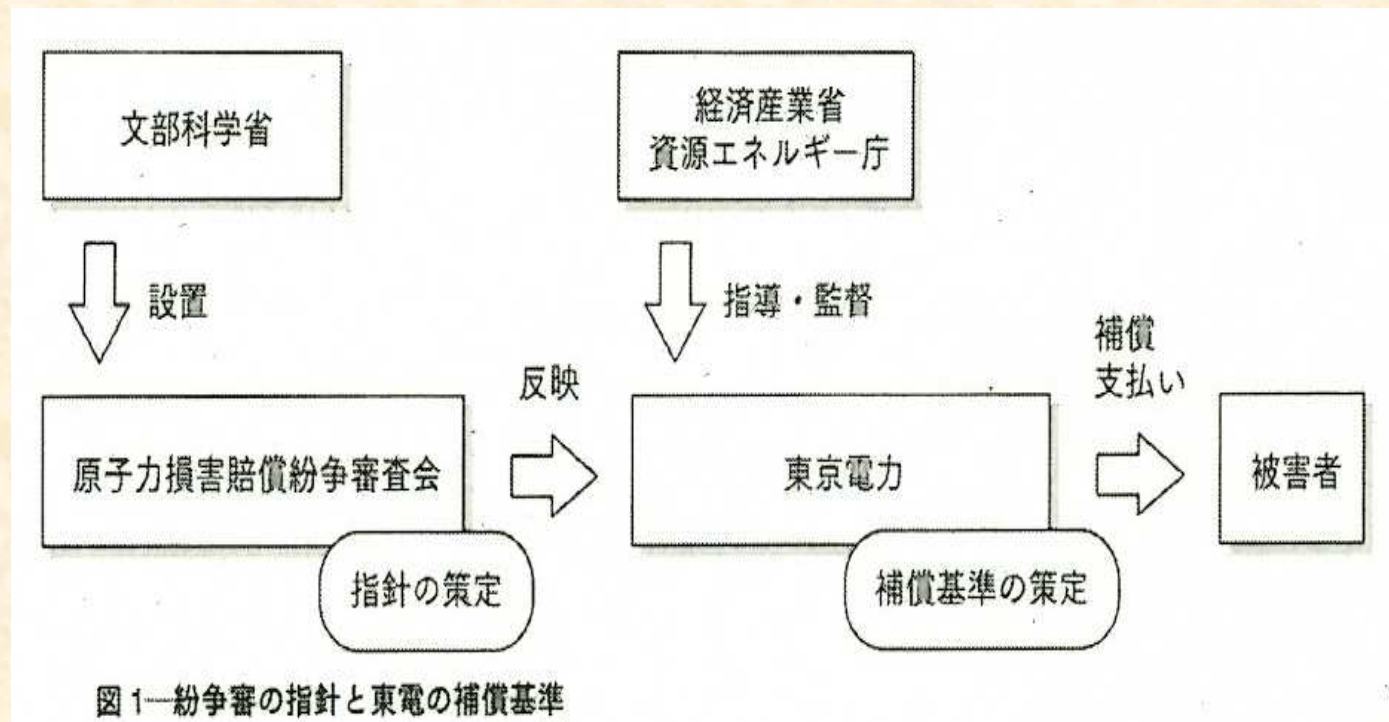 文部科学省
経済産業省
資源エネルギー庁
設置
指導・監督
補償
支払い
反映
原子力損害賠償紛争審査会
東京電力
被害者
指針の策定
補償基準の策定
図1―紛争審の指針と東電の補償基準